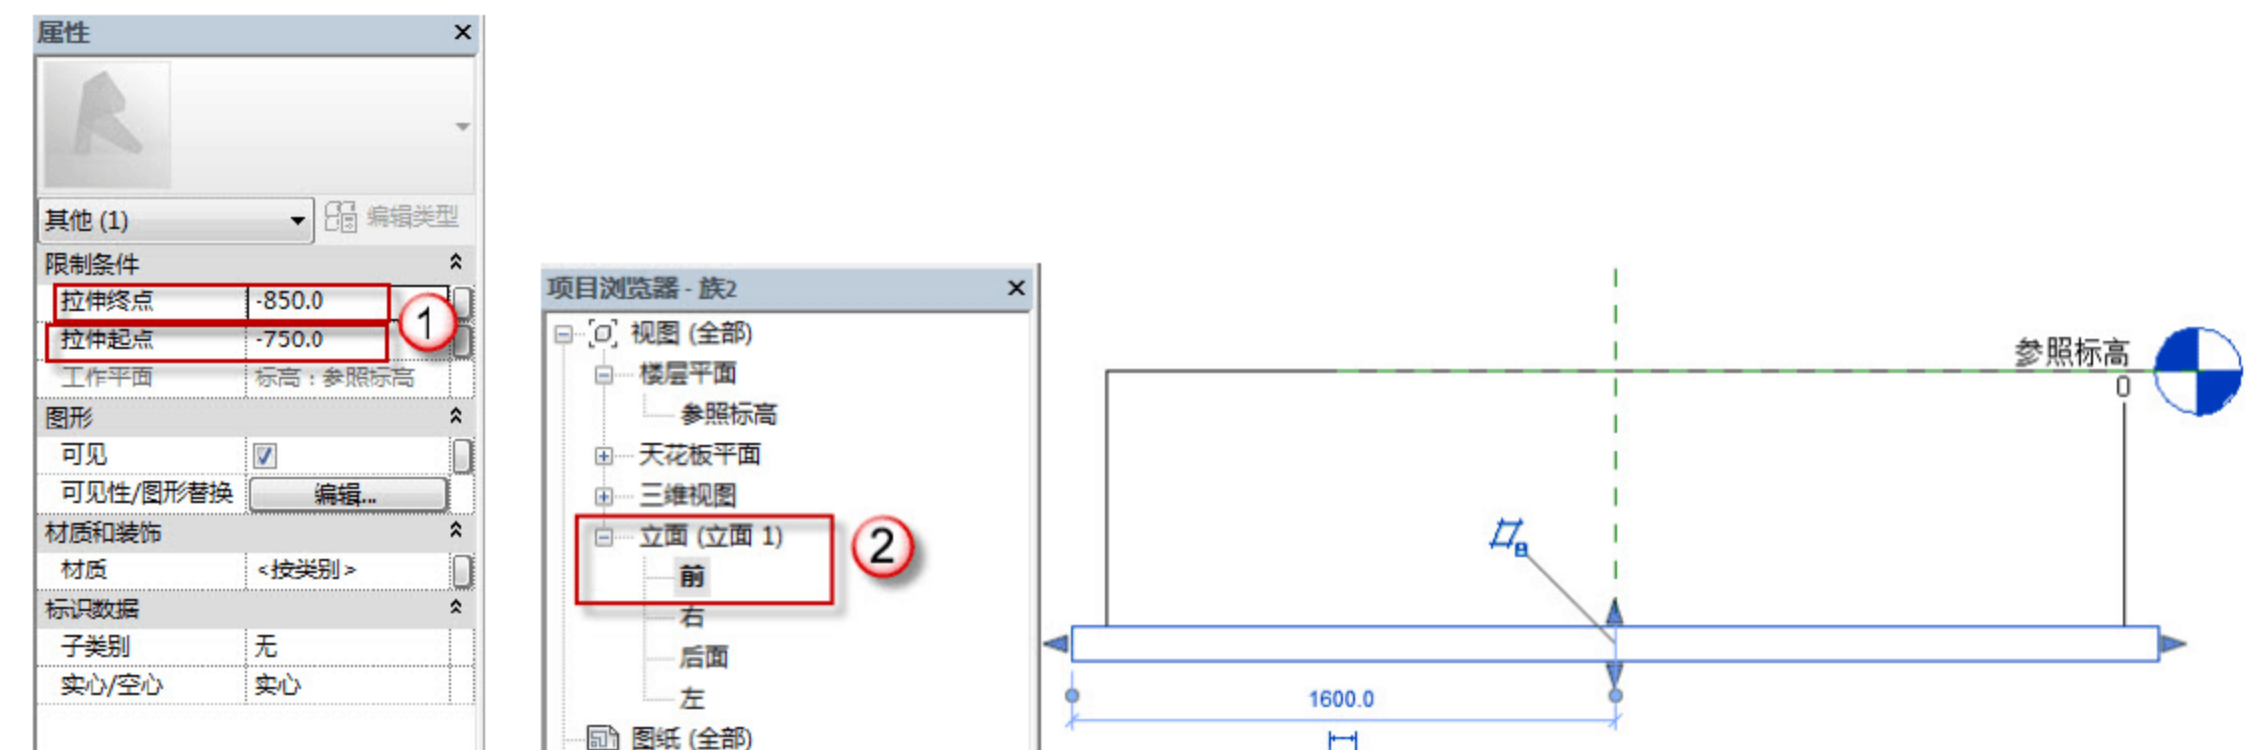 属性
其他 (1)
编辑类型
限制条件
拉伸终点 -850.0
1
拉伸起点 -750.0
工作平面 标高 : 参照标高
图形
可见
可见性/图形替换 编辑...
材质和装饰
材质 <按类别>
标识数据
子类别 无
实心/空心 实心
项目浏览器 - 族2
视图 (全部)
楼层平面
参照标高
天花板平面
三维视图
立面 (立面 1)
2
前
右
后面
左
图纸 (全部)
参照标高
0
1600.0